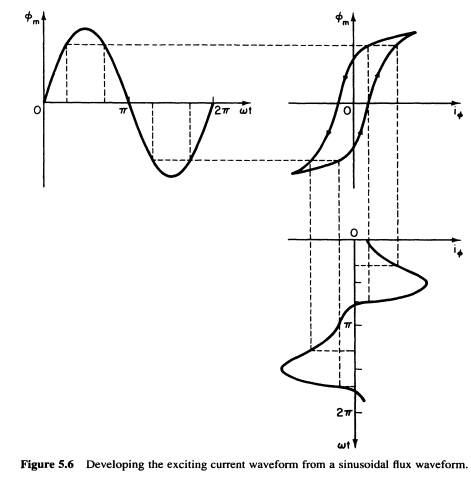 ϕm
ϕm
0
π
2π ωt
0
iϕ
0
iϕ
π
2π
ωt
Figure 5.6 Developing the exciting current waveform from a sinusoidal flux waveform.